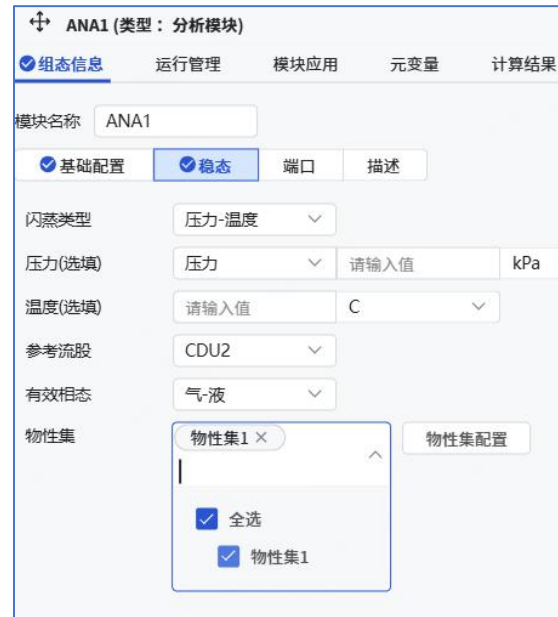 ANA1 (类型：分析模块)
组态信息 运行管理 模块应用 元变量 计算结果
模块名称 ANA1
基础配置 稳态 端口 描述
闪蒸类型 压力-温度
压力(选填) 压力 请输入值 kPa
温度(选填) 请输入值 C
参考流股 CDU2
有效相态 气-液
物性集 物性集1 × 物性集配置
全选
物性集1